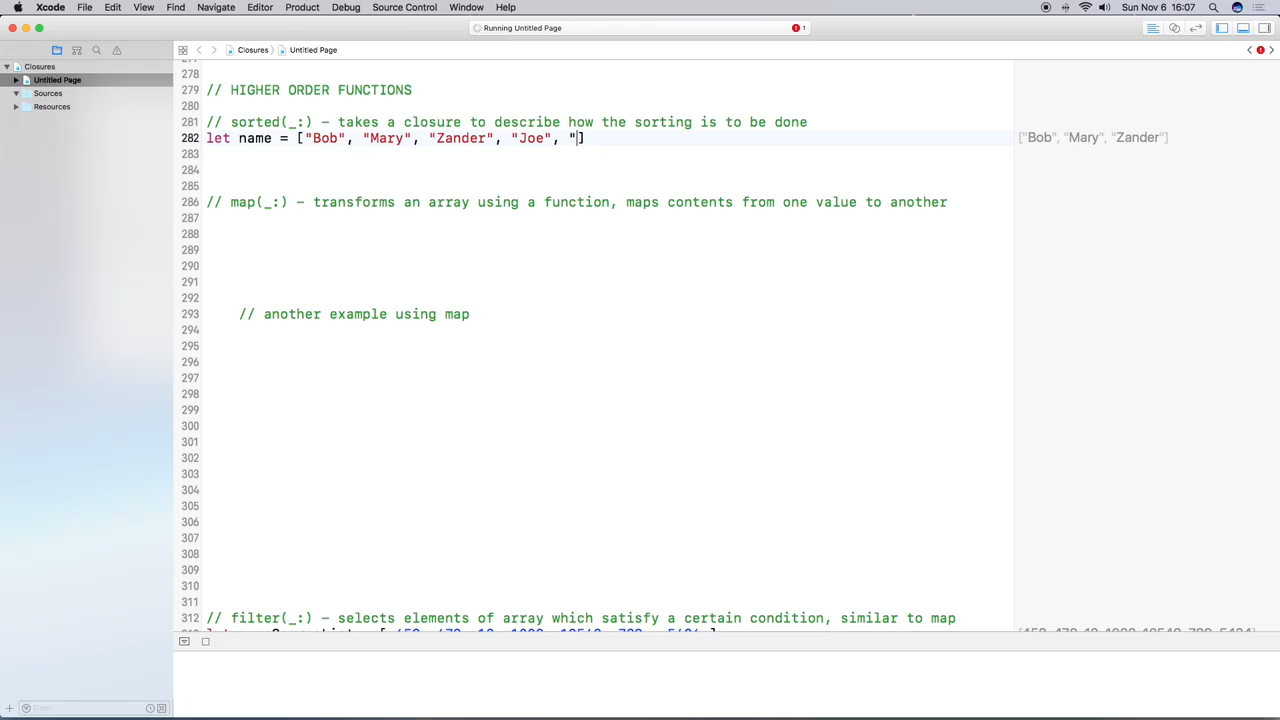 Xcode File Edit View Find Navigate Editor Product Debug Source Control Window Help Sun Nov 6 16:07
Running Untitled Page 1
Closures Untitled Page
Closures
Untitled Page
Sources
Resources
278
279 // HIGHER ORDER FUNCTIONS
280
281 // sorted(_:) - takes a closure to describe how the sorting is to be done
282 let name = ["Bob", "Mary", "Zander", "Joe", "] ["Bob", "Mary", "Zander"]
283
284
285
286 // map(_:) - transforms an array using a function, maps contents from one value to another
287
288
289
290
291
292
293 // another example using map
294
295
296
297
298
299
300
301
302
303
304
305
306
307
308
309
310
311
312 // filter(_:) - selects elements of array which satisfy a certain condition, similar to map
Filter